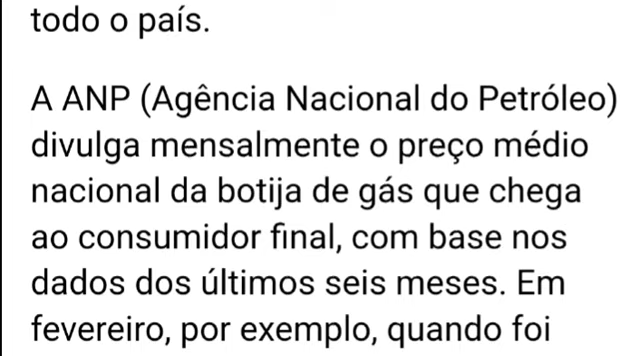 todo o país.
A ANP (Agência Nacional do Petróleo)
divulga mensalmente o preço médio
nacional da botija de gás que chega
ao consumidor final, com base nos
dados dos últimos seis meses. Em
fevereiro, por exemplo, quando foi